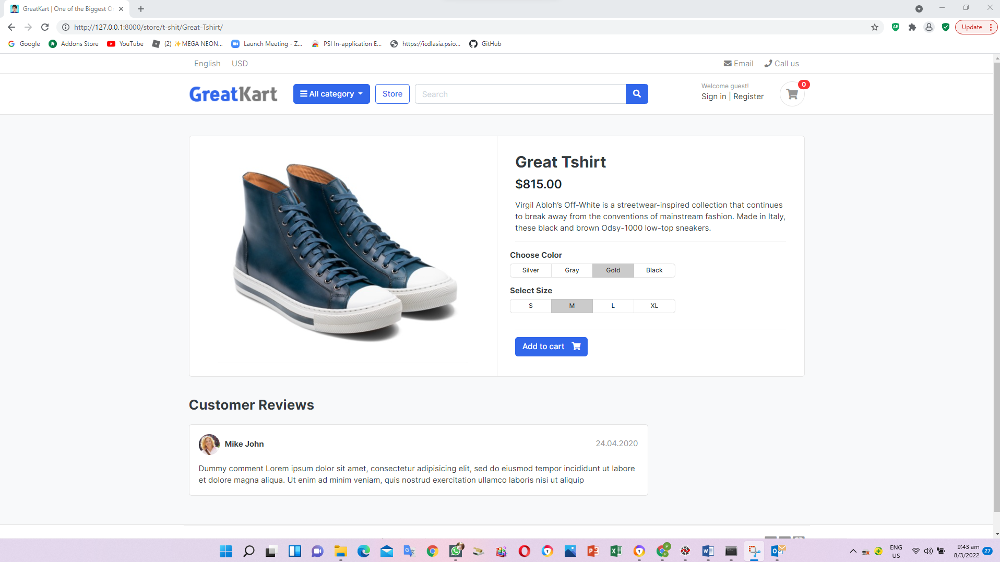 GreatKart | One of the Biggest O
http://127.0.0.1:8000/store/t-shit/Great-Tshirt/
Update
Google
Addons Store
YouTube
(2) ✨MEGA NEON...
Launch Meeting - Z...
PSI In-application E...
https://icdlasia.psio...
GitHub
English USD
Email Call us
GreatKart
All category
Store
Search
Welcome guest!
Sign in | Register
0
Great Tshirt
$815.00
Virgil Abloh’s Off-White is a streetwear-inspired collection that continues
to break away from the conventions of mainstream fashion. Made in Italy,
these black and brown Odsy-1000 low-top sneakers.
Choose Color
Silver Gray Gold Black
Select Size
S M L XL
Add to cart
Customer Reviews
Mike John
24.04.2020
Dummy comment Lorem ipsum dolor sit amet, consectetur adipisicing elit, sed do eiusmod tempor incididunt ut labore
et dolore magna aliqua. Ut enim ad minim veniam, quis nostrud exercitation ullamco laboris nisi ut aliquip
ENG
US
9:43 am
8/3/2022
27